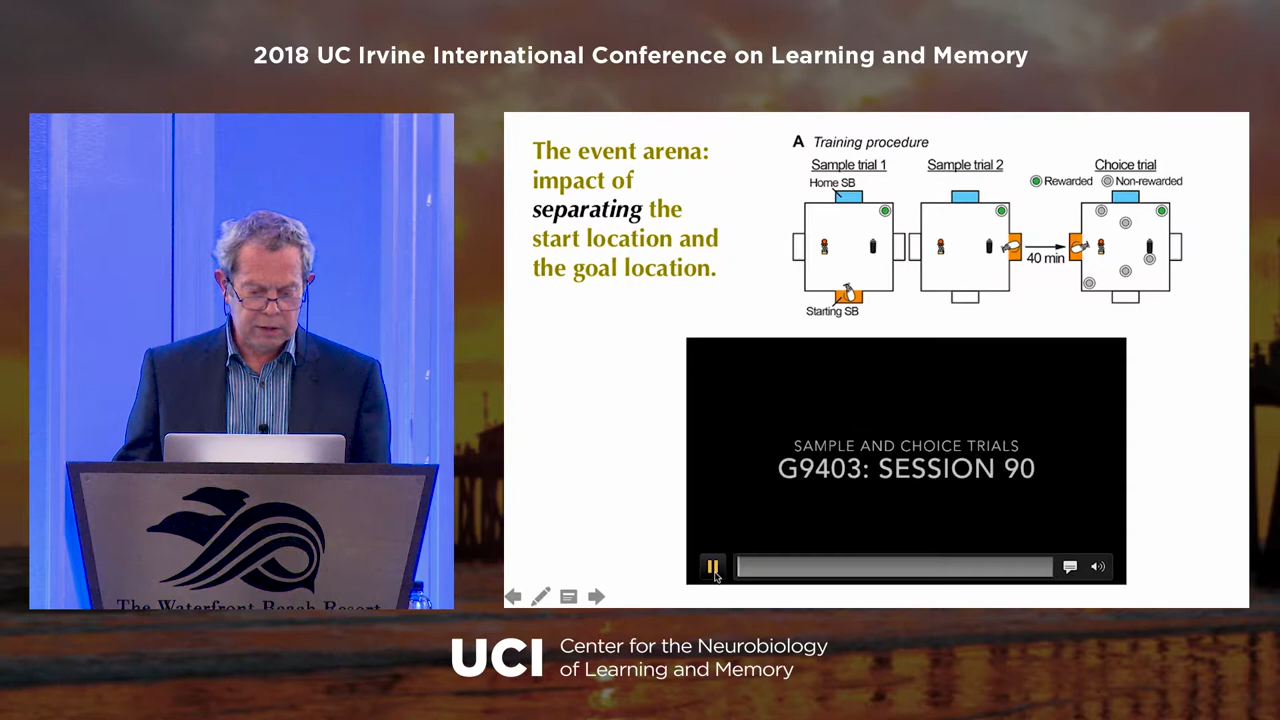 2018 UC Irvine International Conference on Learning and Memory
The event arena:
impact of
separating the
start location and
the goal location.
A Training procedure
Sample trial 1
Sample trial 2
Choice trial
Home SB
Rewarded
Non-rewarded
40 min
Starting SB
SAMPLE AND CHOICE TRIALS
G9403: SESSION 90
The Waterfront Beach Resort
UCI
Center for the Neurobiology
of Learning and Memory